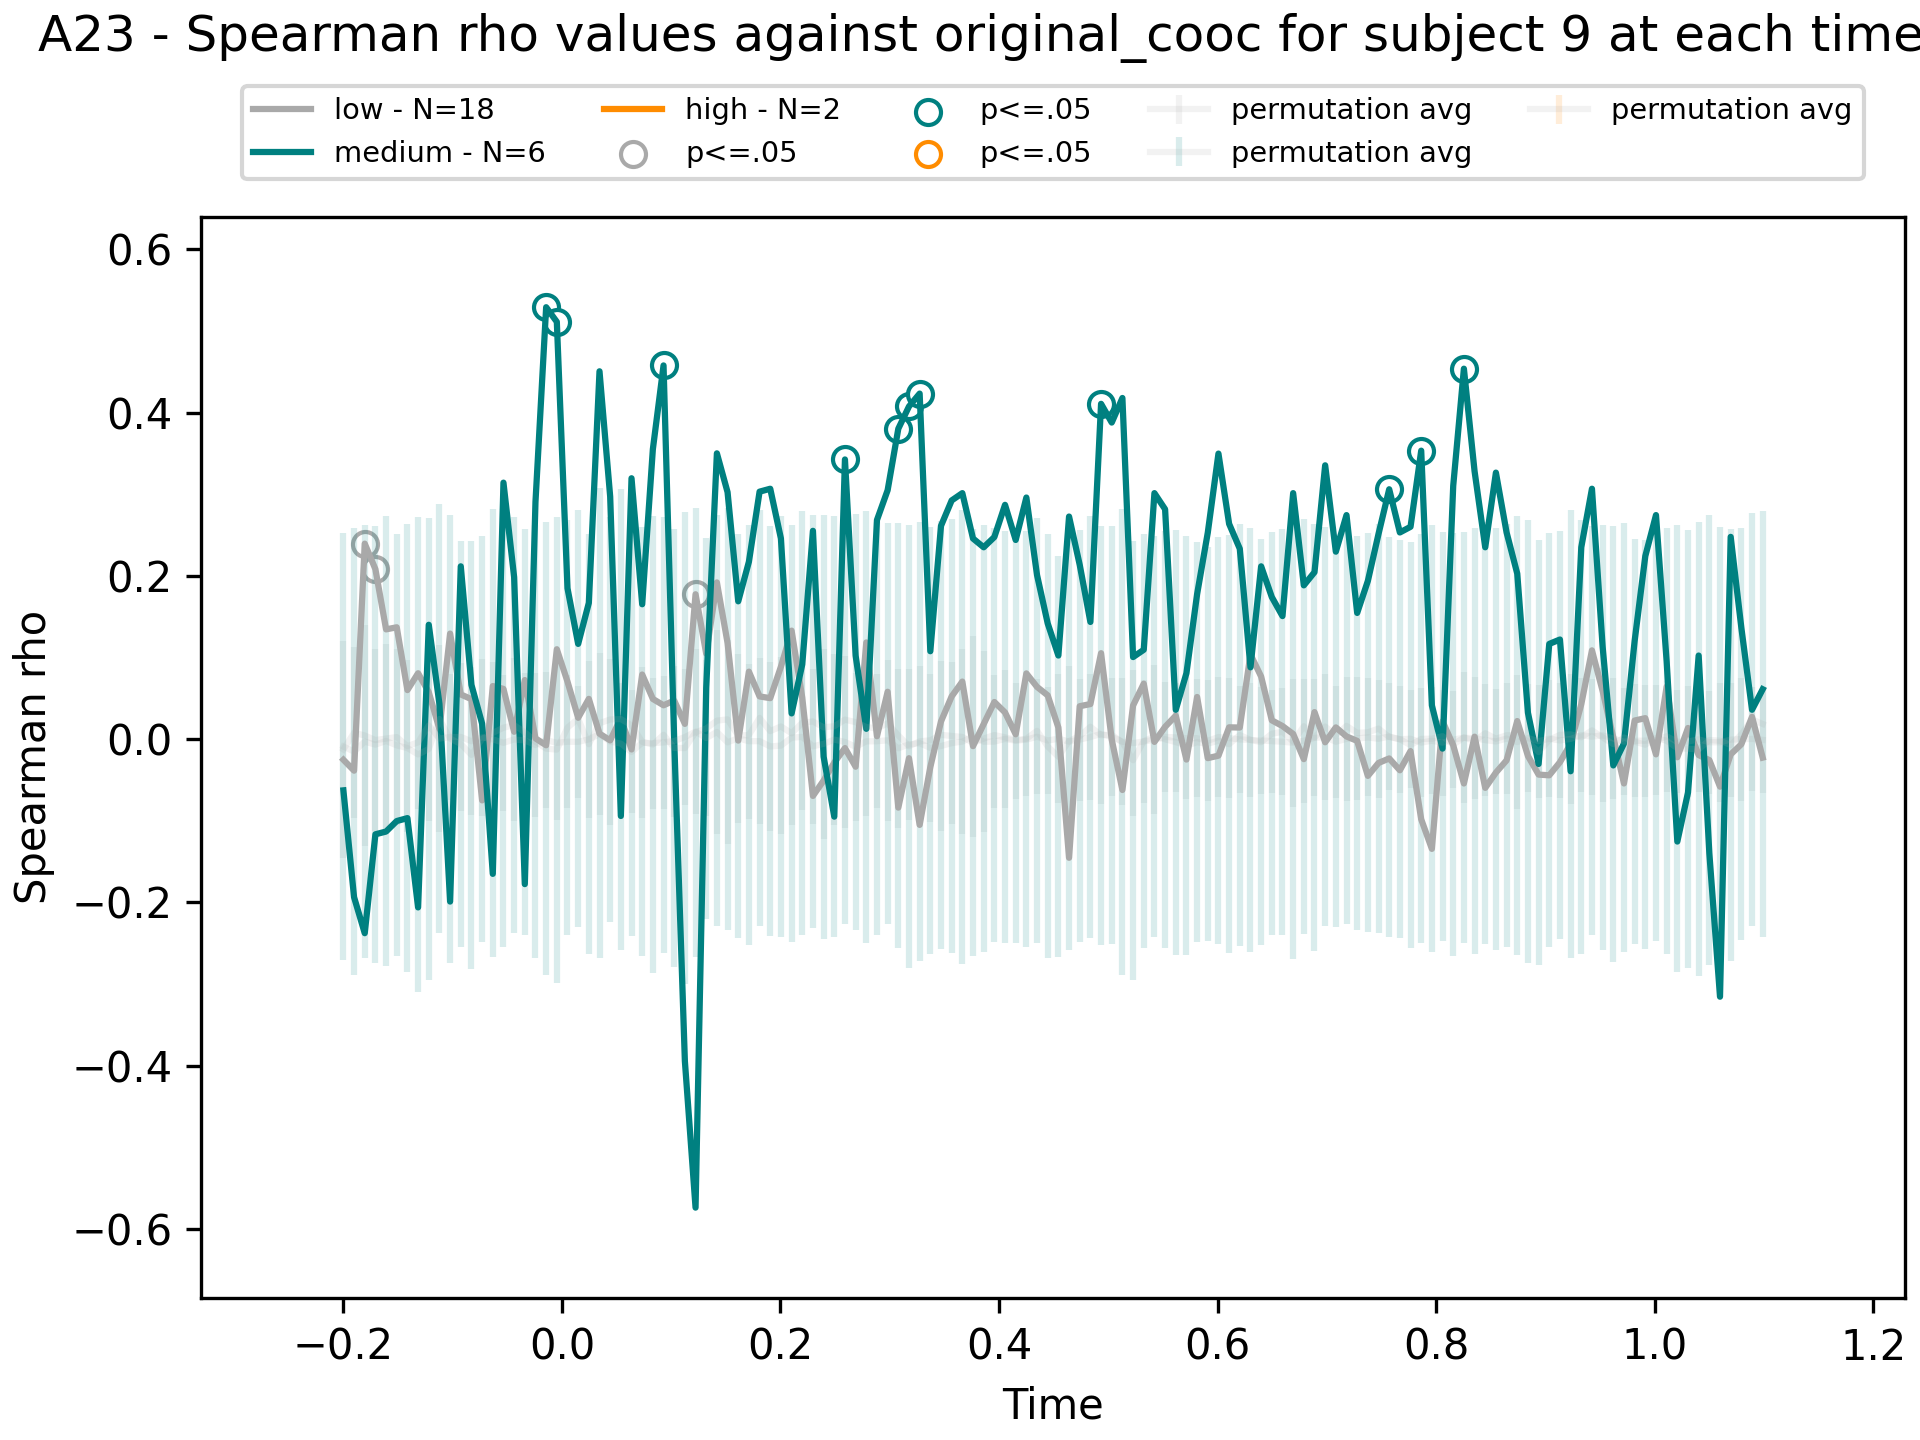 A23 - Spearman rho values against original_cooc for subject 9 at each time
low - N=18
medium - N=6
high - N=2
p<=.05
p<=.05
p<=.05
permutation avg
permutation avg
permutation avg
Spearman rho
0.6
0.4
0.2
0.0
−0.2
−0.4
−0.6
−0.2 0.0 0.2 0.4 0.6 0.8 1.0 1.2
Time